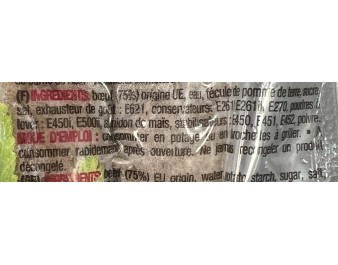 (F) INGRÉDIENTS: bœuf (75%) origine UE, eau, fécule de pomme de terre, sucre,
sel, exhausteur de goût : E621, conservateurs: E261 E262ii, E270, poudres à
lever: E450i, E500ii, amidon de maïs, stabilisateurs: E450, E451, E452, poivre.
D'EMPLOI : consommer en potage ou en brochettes à griller. • A
consommer rapidement après ouverture. Ne jamais recongeler un produit
décongelé.
INGREDIENTS beef (75%) EU origin, water, potato starch, sugar, salt,